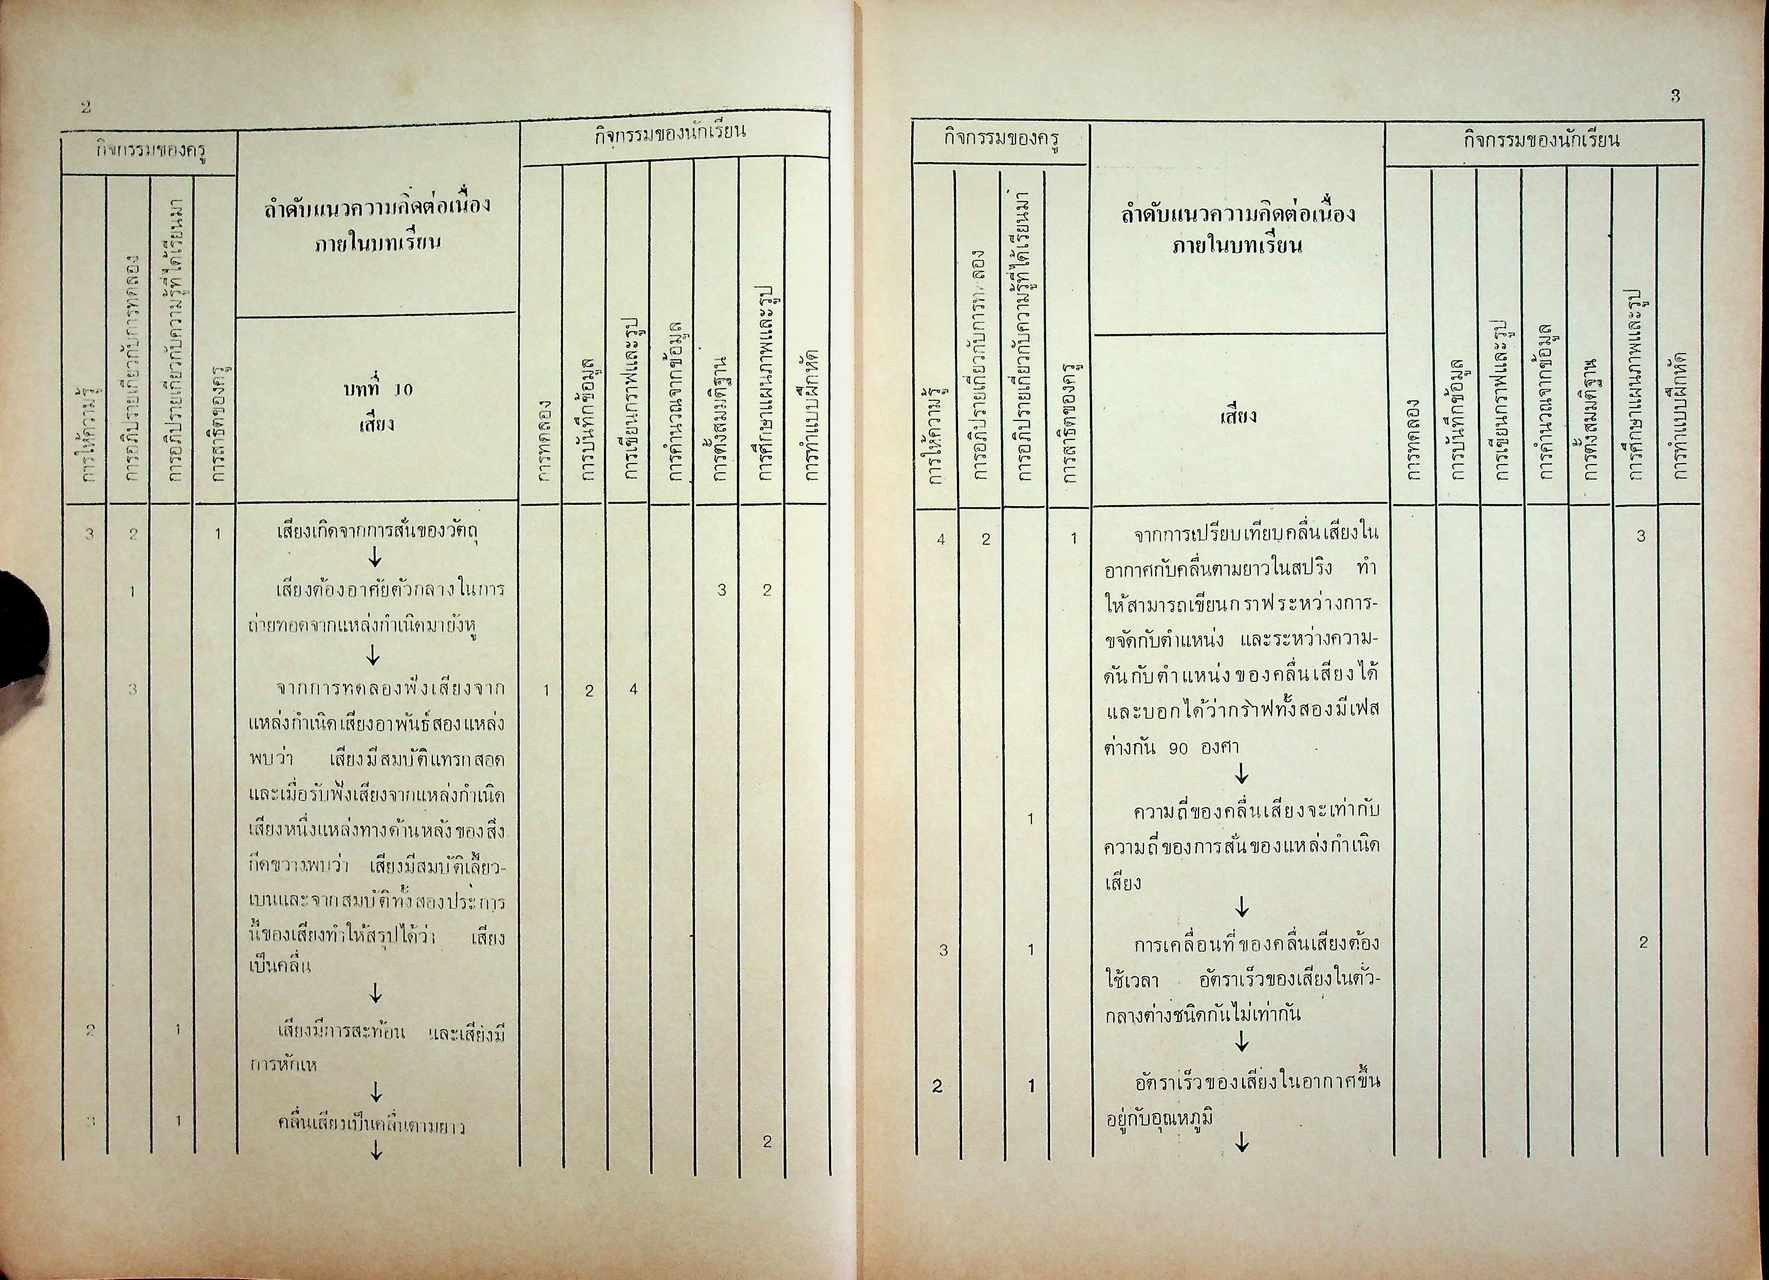 2
กิจกรรมของครู
กิจกรรมของนักเรียน
ลำดับแนวความคิดต่อเนื่อง
ภายในบทเรียน
บทที่ 10
เสียง
การให้ความรู้
การอภิปรายเกี่ยวกับการทดลอง
การอภิปรายเกี่ยวกับความรู้ที่ได้เรียนมา
การสาธิตของครู
การทดลอง
การบันทึกข้อมูล
การเขียนกราฟและรูป
การคำนวณจากข้อมูล
การตั้งสมมติฐาน
การศึกษาแผนภาพและรูป
การทำแบบฝึกหัด
3 2 1 เสียงเกิดจากการสั่นของวัตถุ
↓
1 เสียงต้องอาศัยตัวกลางในการ 3 2
ถ่ายทอดจากแหล่งกำเนิดมายังหู
↓
3 จากการทดลองฟังเสียงจาก 1 2 4
แหล่งกำเนิดเสียงอาพันธ์สองแหล่ง
พบว่า เสียงมีสมบัติแทรกสอด
และเมื่อรับฟังเสียงจากแหล่งกำเนิด
เสียงหนึ่งแหล่งทางด้านหลังของสิ่ง
กีดขวางพบว่า เสียงมีสมบัติเลี้ยว-
เบนและจากสมบัติทั้งสองประการ
นี้ของเสียงทำให้สรุปได้ว่า เสียง
เป็นคลื่น
↓
2 1 เสียงมีการสะท้อน และเสียงมี
การหักเห
↓
3 1 คลื่นเสียงเป็นคลื่นตามยาว
2
↓
3
กิจกรรมของครู
กิจกรรมของนักเรียน
ลำดับแนวความคิดต่อเนื่อง
ภายในบทเรียน
เสียง
การให้ความรู้
การอภิปรายเกี่ยวกับการทดลอง
การอภิปรายเกี่ยวกับความรู้ที่ได้เรียนมา
การสาธิตของครู
การทดลอง
การบันทึกข้อมูล
การเขียนกราฟและรูป
การคำนวณจากข้อมูล
การตั้งสมมติฐาน
การศึกษาแผนภาพและรูป
การทำแบบฝึกหัด
4 2 1 จากการเปรียบเทียบคลื่นเสียงใน 3
อากาศกับคลื่นตามยาวในสปริง ทำ
ให้สามารถเขียนกราฟระหว่างการ-
ขจัดกับตำแหน่ง และระหว่างความ-
ดันกับตำแหน่งของคลื่นเสียงได้
และบอกได้ว่ากราฟทั้งสองมีเฟส
ต่างกัน 90 องศา
↓
1 ความถี่ของคลื่นเสียงจะเท่ากับ
ความถี่ของการสั่นของแหล่งกำเนิด
เสียง
↓
3 1 การเคลื่อนที่ของคลื่นเสียงต้อง 2
ใช้เวลา อัตราเร็วของเสียงในตัว-
กลางต่างชนิดกันไม่เท่ากัน
↓
2 1 อัตราเร็วของเสียงในอากาศขึ้น
อยู่กับอุณหภูมิ
↓